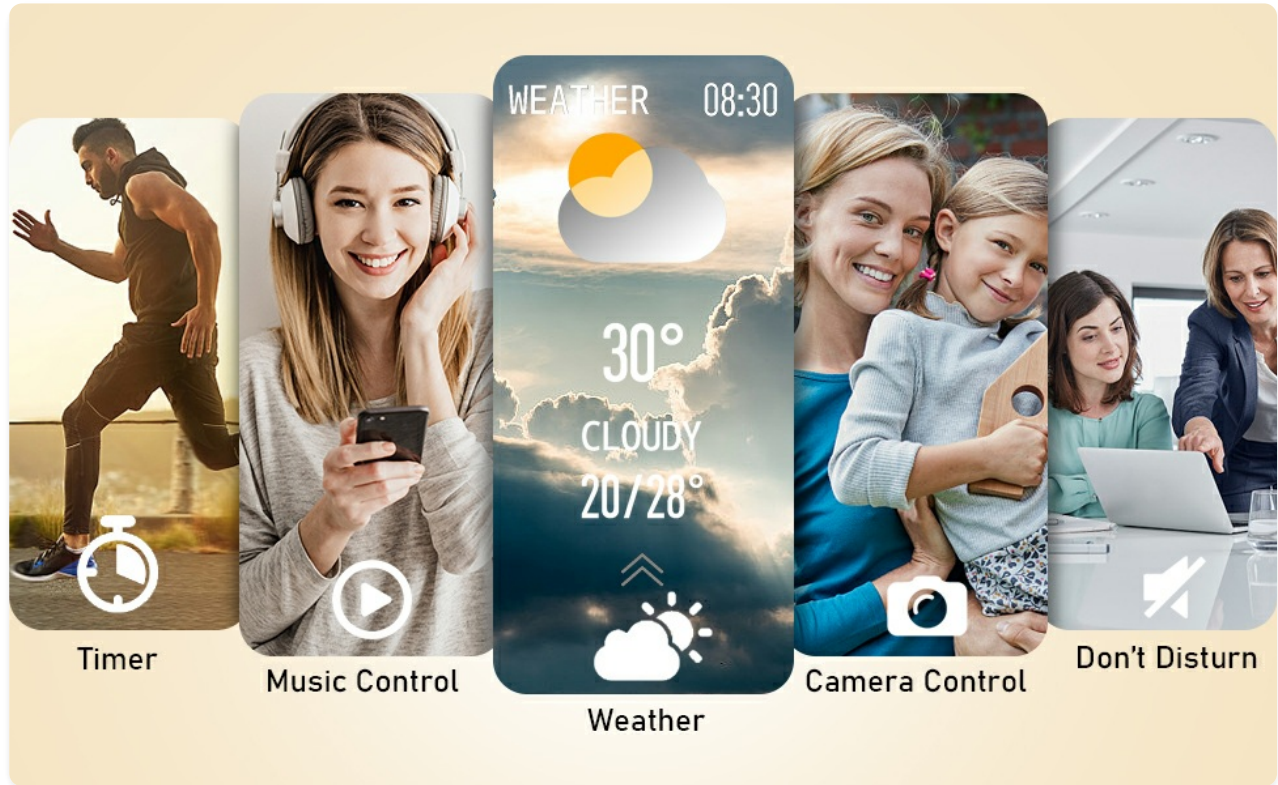 WEATHER 08:30
30°
CLOUDY
20/28°
Timer
Music Control
Weather
Camera Control
Don't Disturn